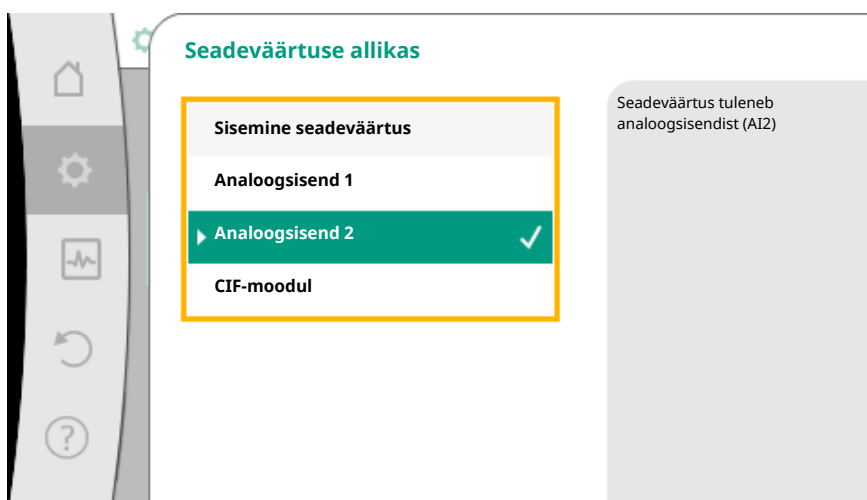 Seadeväärtuse allikas
Sisemine seadeväärtus
Analoogsisend 1
Analoogsisend 2
CIF-moodul
Seadeväärtus tuleneb
analoogsisendist (AI2)
?